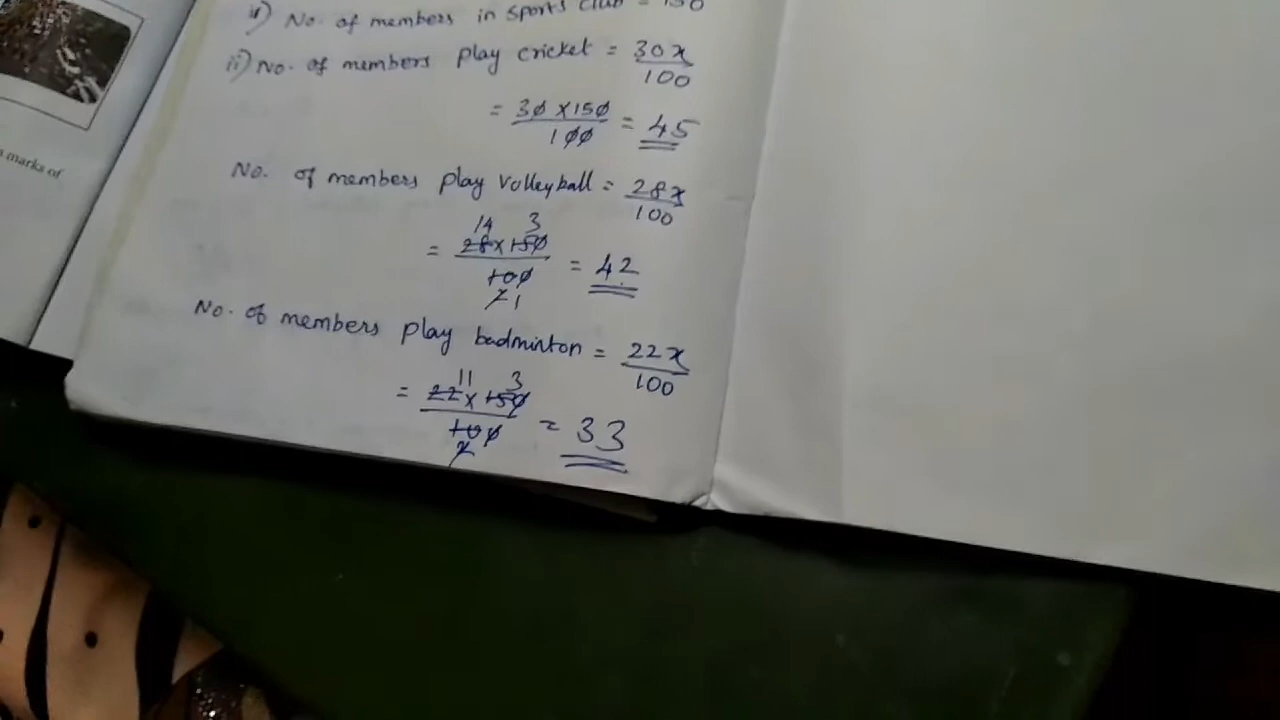 i) No. of members in sports club = 150
ii) No. of members play cricket = 30x/100
= 30 x 150/100 = 45
No. of members play volleyball = 28x/100
14 3
= 28 x 150/100 = 42
2 1
No. of members play badminton = 22x/100
11 3
= 22 x 150/100 = 33
2
marks of